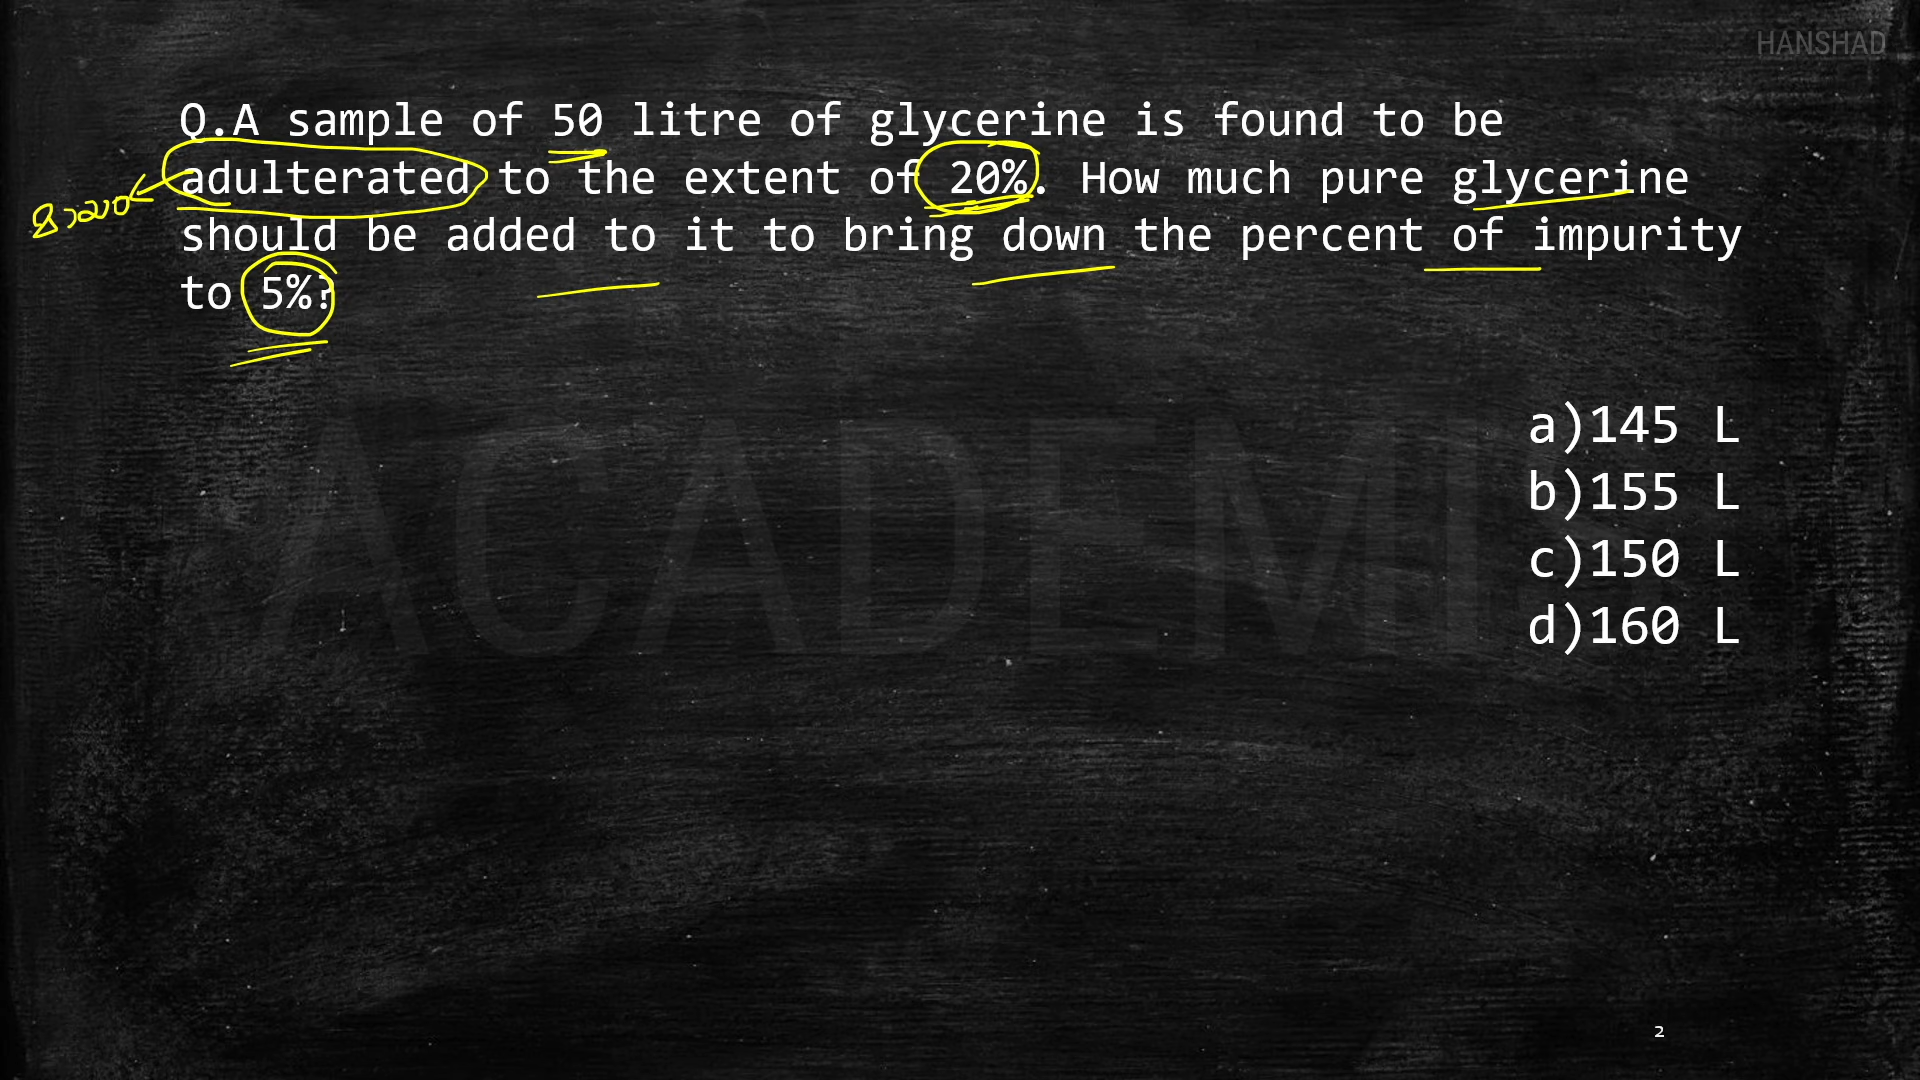 HANSHAD
Q.A sample of 50 litre of glycerine is found to be
adulterated to the extent of 20%. How much pure glycerine
should be added to it to bring down the percent of impurity
to 5%?
ACADEMI
a)145 L
b)155 L
c)150 L
d)160 L
2